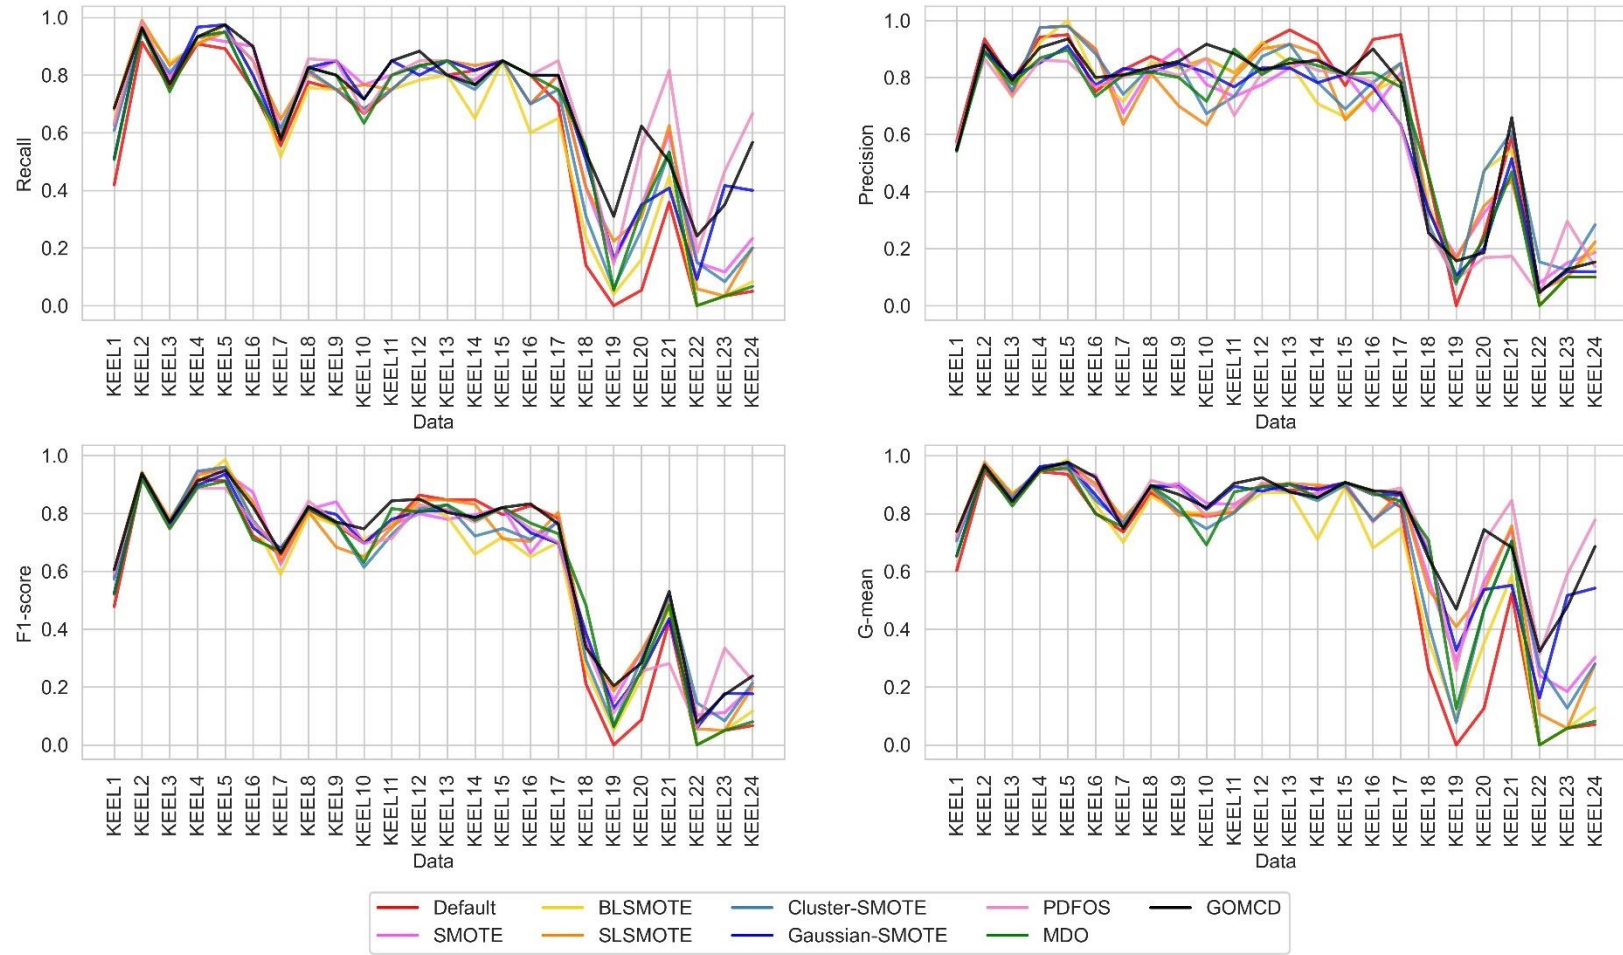 1.0
0.8
0.6
0.4
0.2
0.0
Recall
KEEL1
KEEL2
KEEL3
KEEL4
KEEL5
KEEL6
KEEL7
KEEL8
KEEL9
KEEL10
KEEL11
KEEL12
KEEL13
KEEL14
KEEL15
KEEL16
KEEL17
KEEL18
KEEL19
KEEL20
KEEL21
KEEL22
KEEL23
KEEL24
Data
1.0
0.8
0.6
0.4
0.2
0.0
Precision
KEEL1
KEEL2
KEEL3
KEEL4
KEEL5
KEEL6
KEEL7
KEEL8
KEEL9
KEEL10
KEEL11
KEEL12
KEEL13
KEEL14
KEEL15
KEEL16
KEEL17
KEEL18
KEEL19
KEEL20
KEEL21
KEEL22
KEEL23
KEEL24
Data
1.0
0.8
0.6
0.4
0.2
0.0
F1-score
KEEL1
KEEL2
KEEL3
KEEL4
KEEL5
KEEL6
KEEL7
KEEL8
KEEL9
KEEL10
KEEL11
KEEL12
KEEL13
KEEL14
KEEL15
KEEL16
KEEL17
KEEL18
KEEL19
KEEL20
KEEL21
KEEL22
KEEL23
KEEL24
Data
1.0
0.8
0.6
0.4
0.2
0.0
G-mean
KEEL1
KEEL2
KEEL3
KEEL4
KEEL5
KEEL6
KEEL7
KEEL8
KEEL9
KEEL10
KEEL11
KEEL12
KEEL13
KEEL14
KEEL15
KEEL16
KEEL17
KEEL18
KEEL19
KEEL20
KEEL21
KEEL22
KEEL23
KEEL24
Data
Default BLSMOTE Cluster-SMOTE PDFOS GOMCD
SMOTE SLSMOTE Gaussian-SMOTE MDO